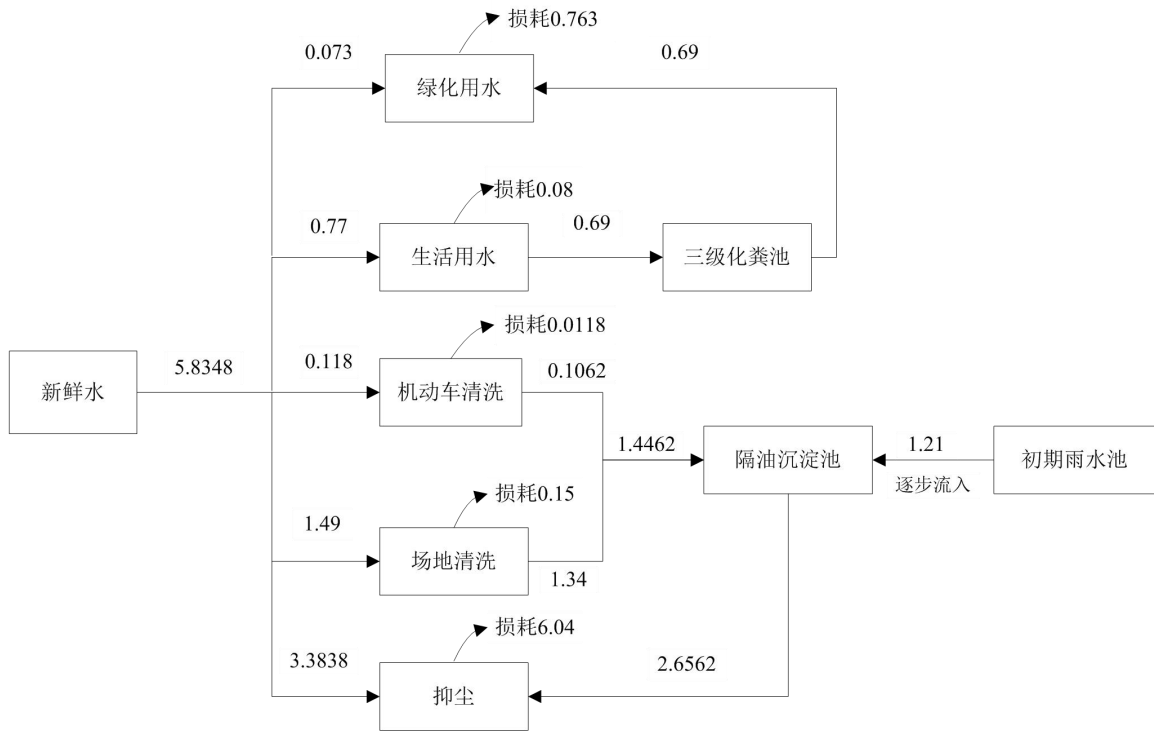 损耗0.763
0.073
0.69
绿化用水
损耗0.08
0.77
0.69
生活用水
三级化粪池
损耗0.0118
5.8348
0.118
0.1062
新鲜水
机动车清洗
1.4462
1.21
隔油沉淀池
初期雨水池
逐步流入
损耗0.15
1.49
场地清洗
1.34
损耗6.04
3.3838
2.6562
抑尘